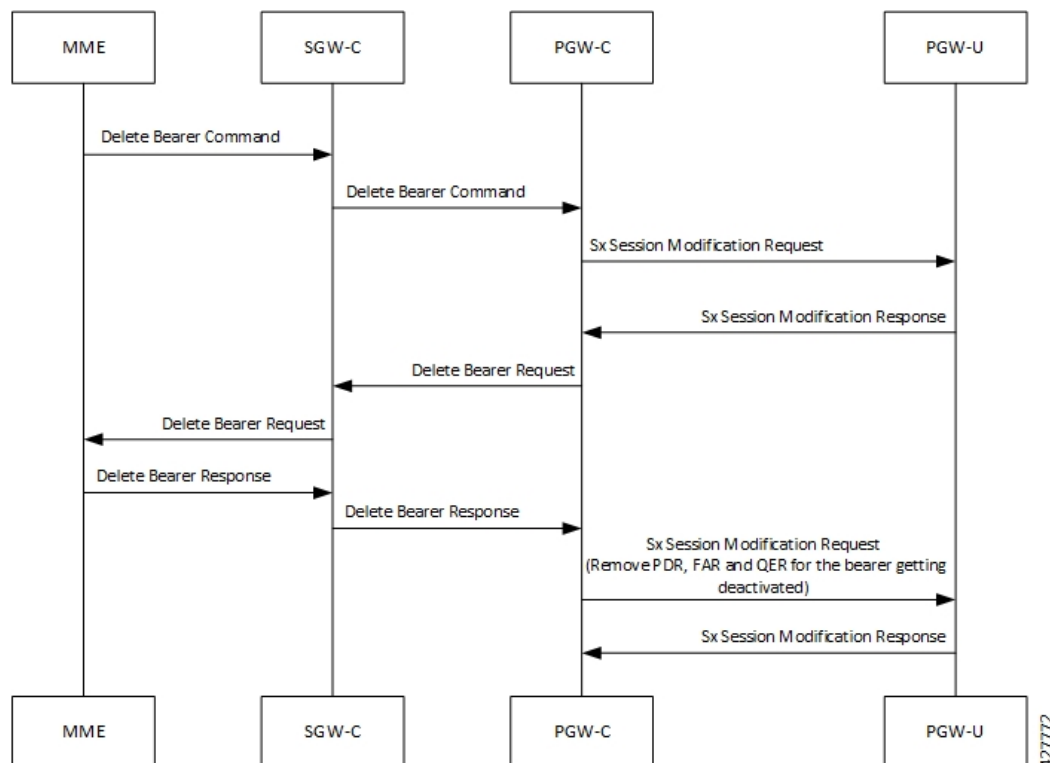 MME
SGW-C
PGW-C
PGW-U
Delete Bearer Command
Delete Bearer Command
Sx Session Modification Request
Sx Session Modification Response
Delete Bearer Request
Delete Bearer Request
Delete Bearer Response
Delete Bearer Response
Sx Session Modification Request
(Remove PDR, FAR and QER for the bearer getting
deactivated)
Sx Session Modification Response
MME
SGW-C
PGW-C
PGW-U
427772